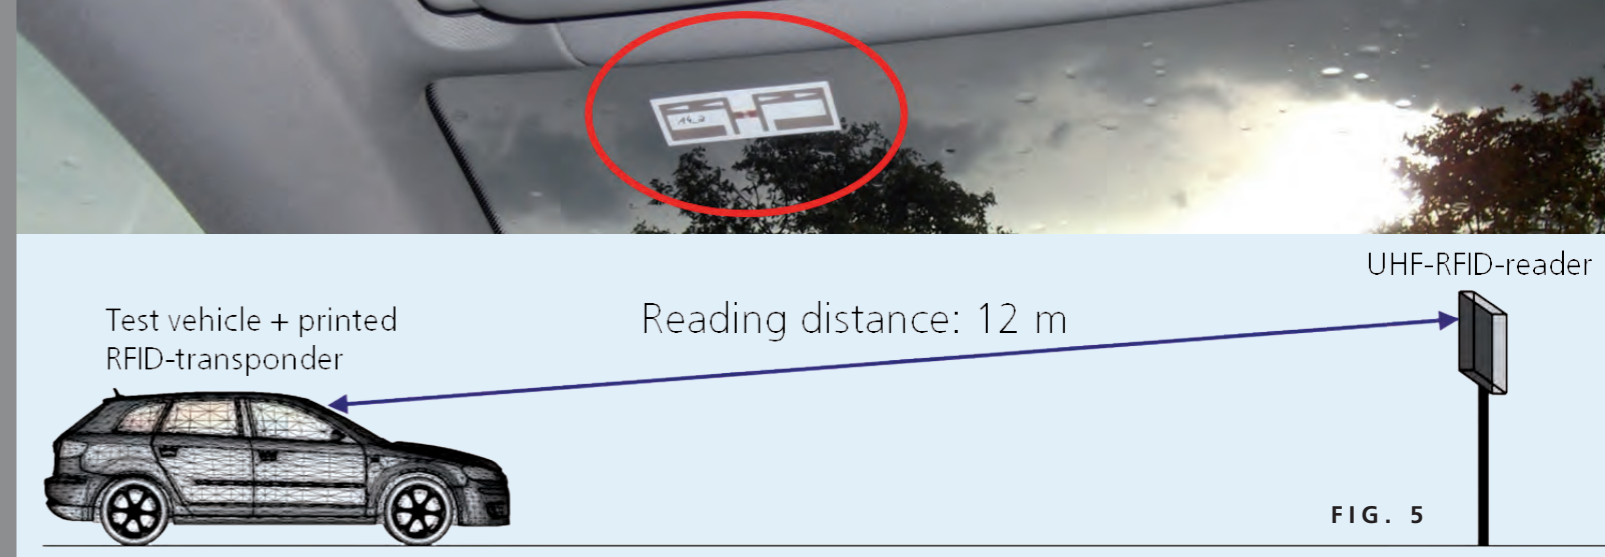 UHF-RFID-reader
Test vehicle + printed
RFID-transponder
Reading distance: 12 m
FIG. 5